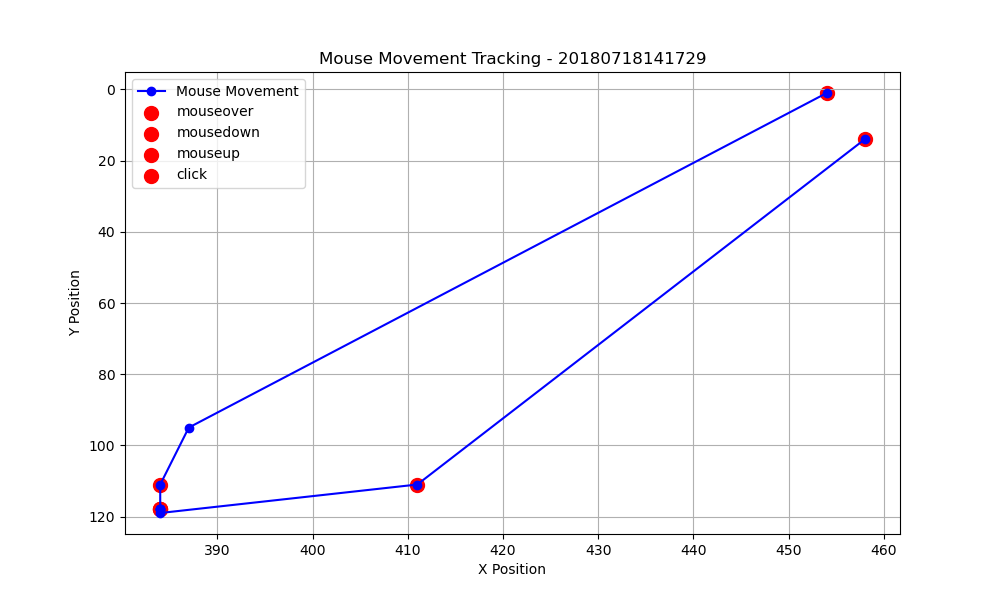 Mouse Movement Tracking - 20180718141729
Mouse Movement
mouseover
mousedown
mouseup
click
0
20
40
60
80
100
120
Y Position
390 400 410 420 430 440 450 460
X Position